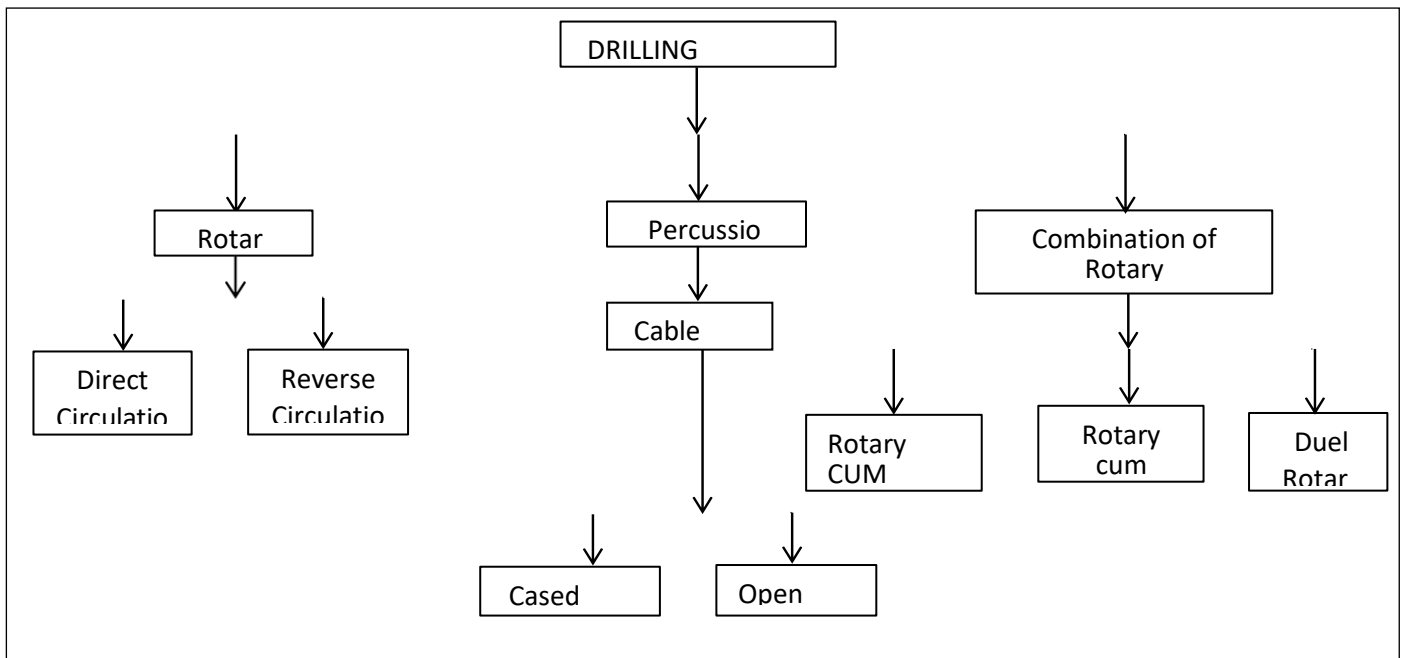 DRILLING
Rotar
Percussio
Combination of
Rotary
Cable
Direct
Circulatio
Reverse
Circulatio
Rotary
CUM
Rotary
cum
Duel
Rotar
Cased
Open